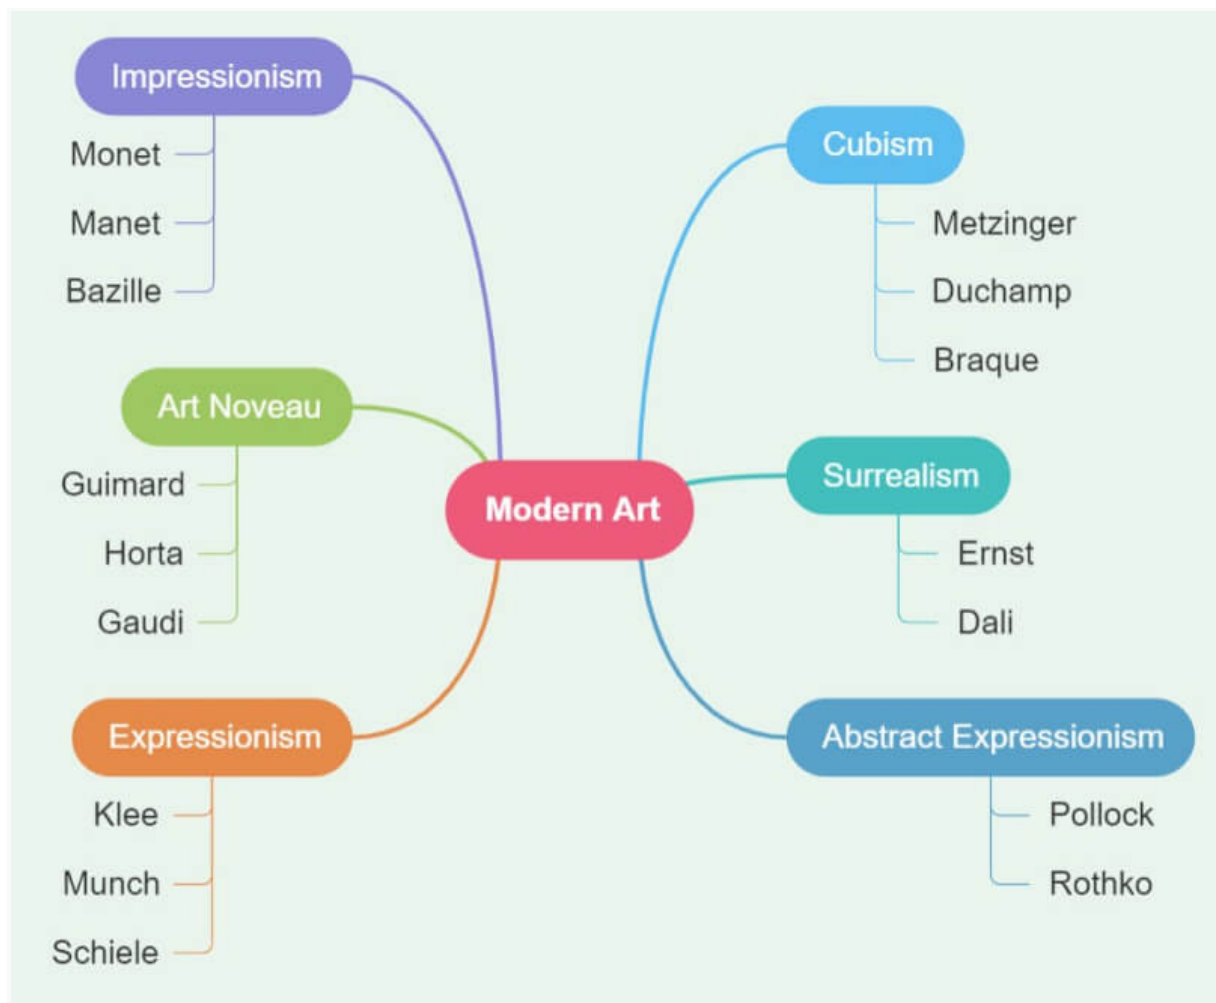 Impressionism
Monet
Manet
Bazille
Art Noveau
Guimard
Horta
Gaudi
Expressionism
Klee
Munch
Schiele
Modern Art
Cubism
Metzinger
Duchamp
Braque
Surrealism
Ernst
Dali
Abstract Expressionism
Pollock
Rothko